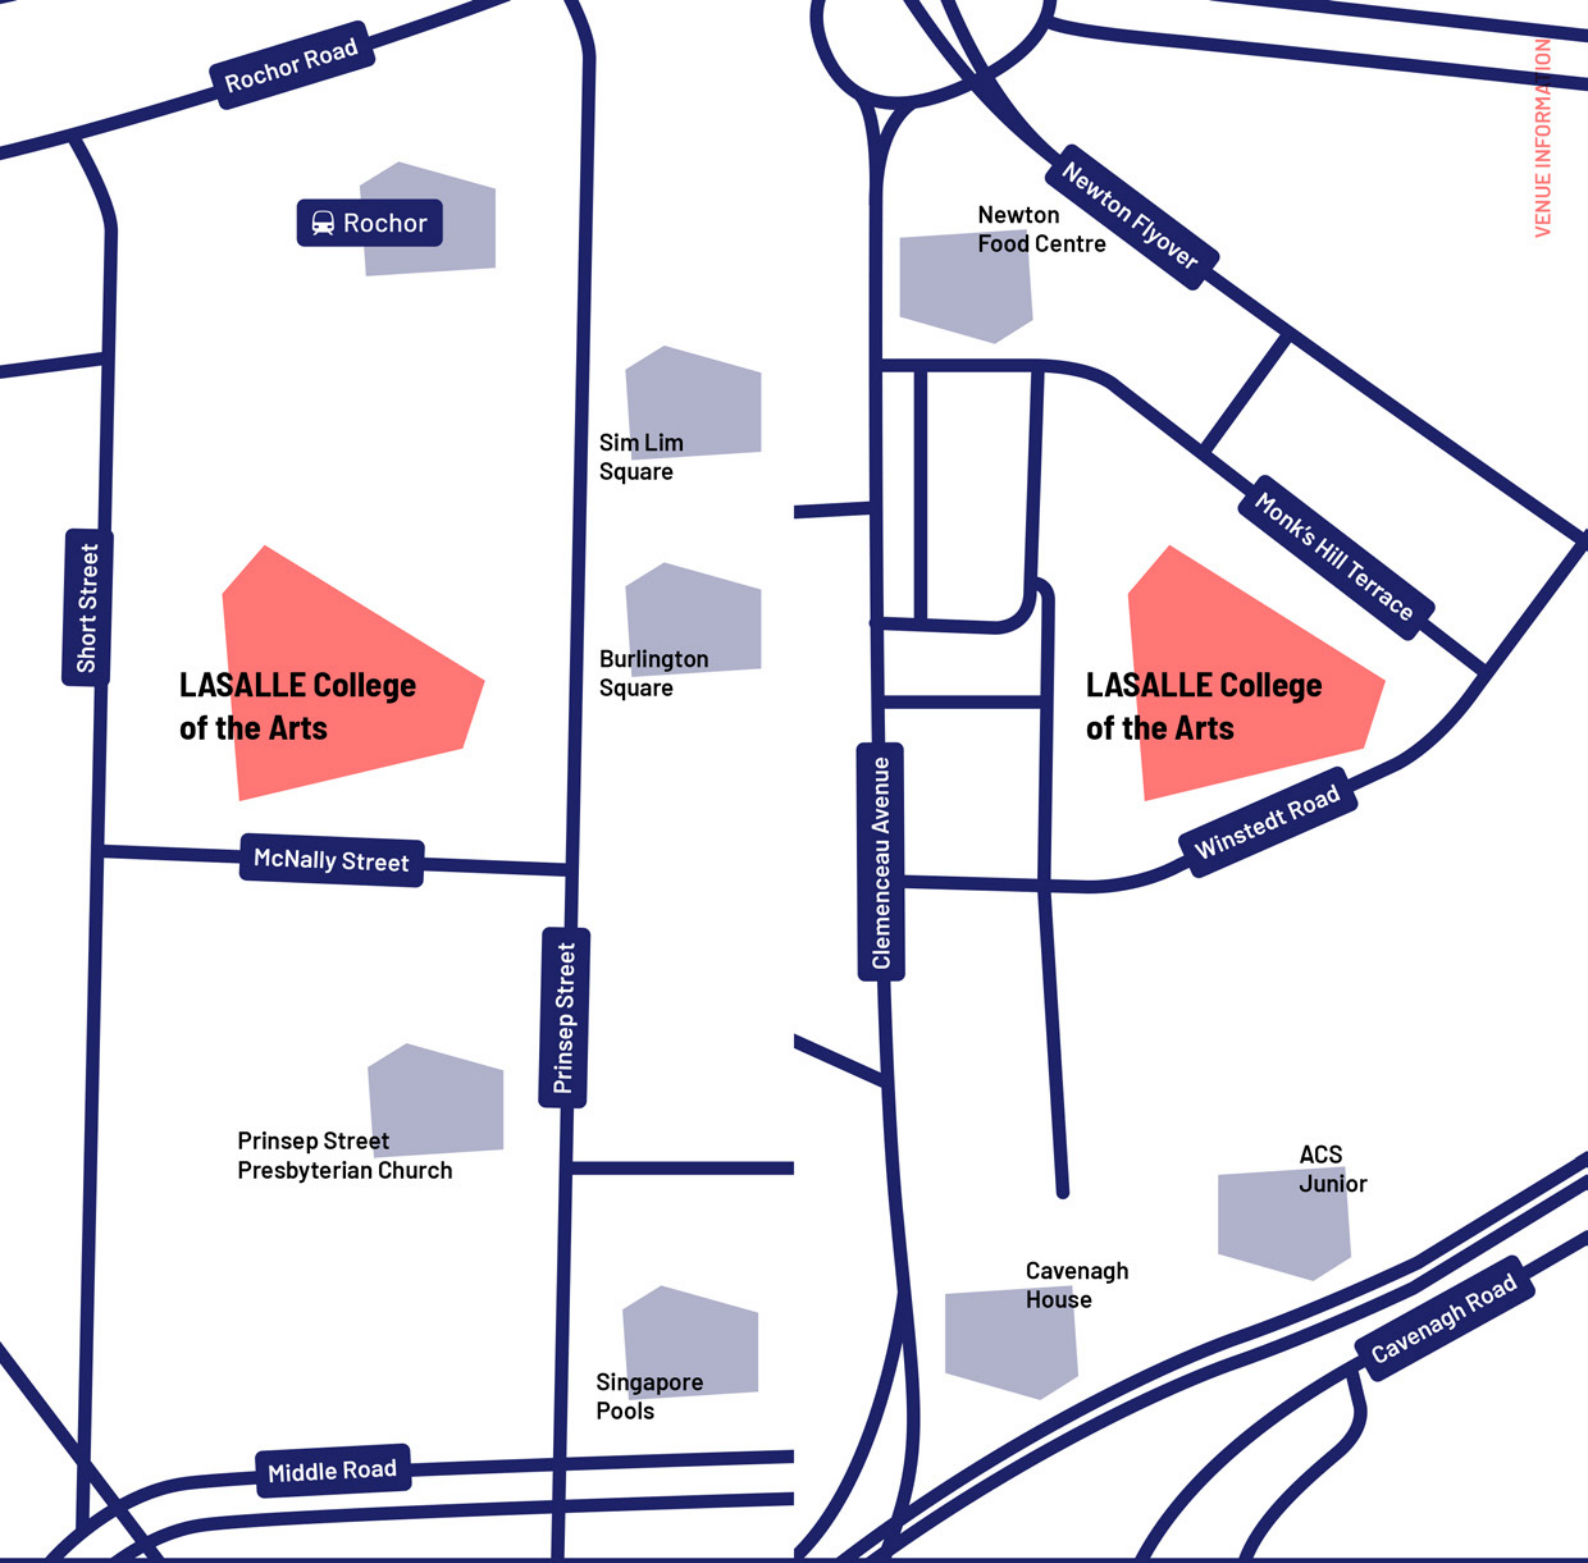 Rochor Road
Rochor
Sim Lim
Square
Short Street
LASALLE College
of the Arts
Burlington
Square
McNally Street
Prinsep Street
Prinsep Street
Presbyterian Church
Singapore
Pools
Middle Road
VENUE INFORMATION
Newton Flyover
Newton
Food Centre
Monk's Hill Terrace
LASALLE College
of the Arts
Winstedt Road
Clemenceau Avenue
ACS
Junior
Cavenagh
House
Cavenagh Road